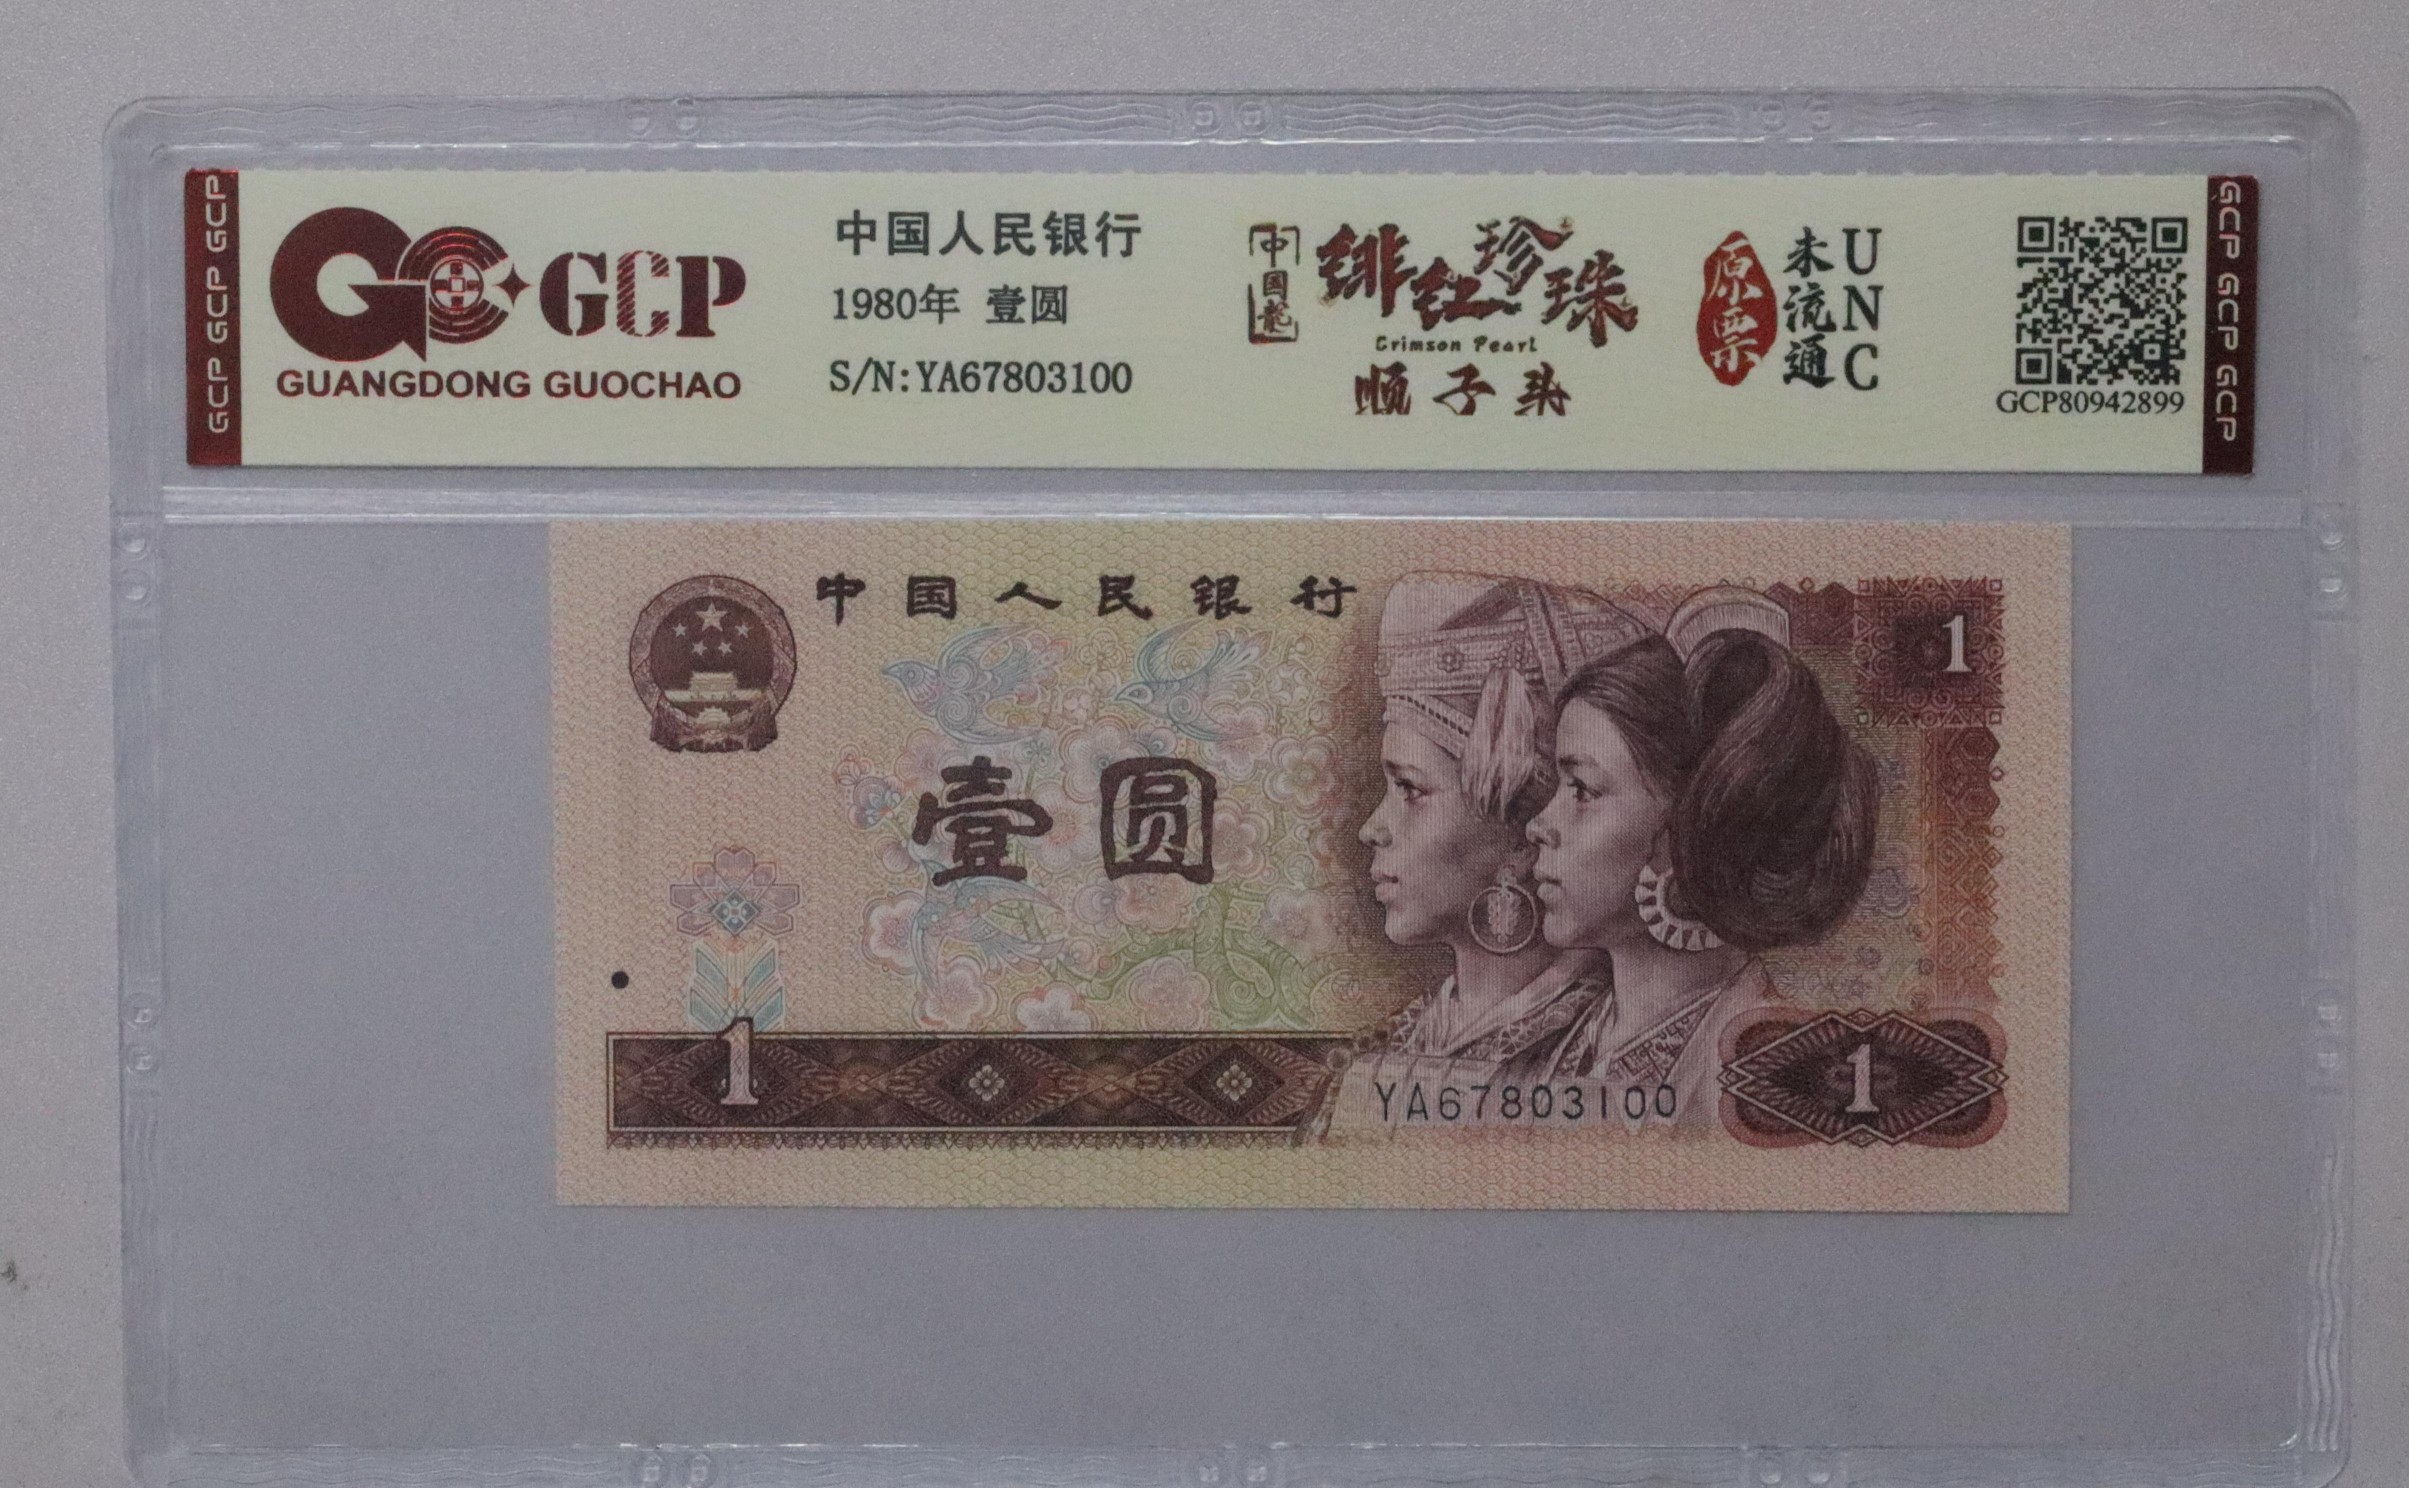 GCP GCP GCP
GCP
GUANGDONG GUOCHAO
中国人民银行
1980年 壹圆
S/N:YA67803100
中国龍
绯红珍珠
Crimson Pearl
顺子头
原票
未流通
UNC
GCP80942899
GCP GCP GCP
中国人民银行
1
壹圆
1
YA67803100
1